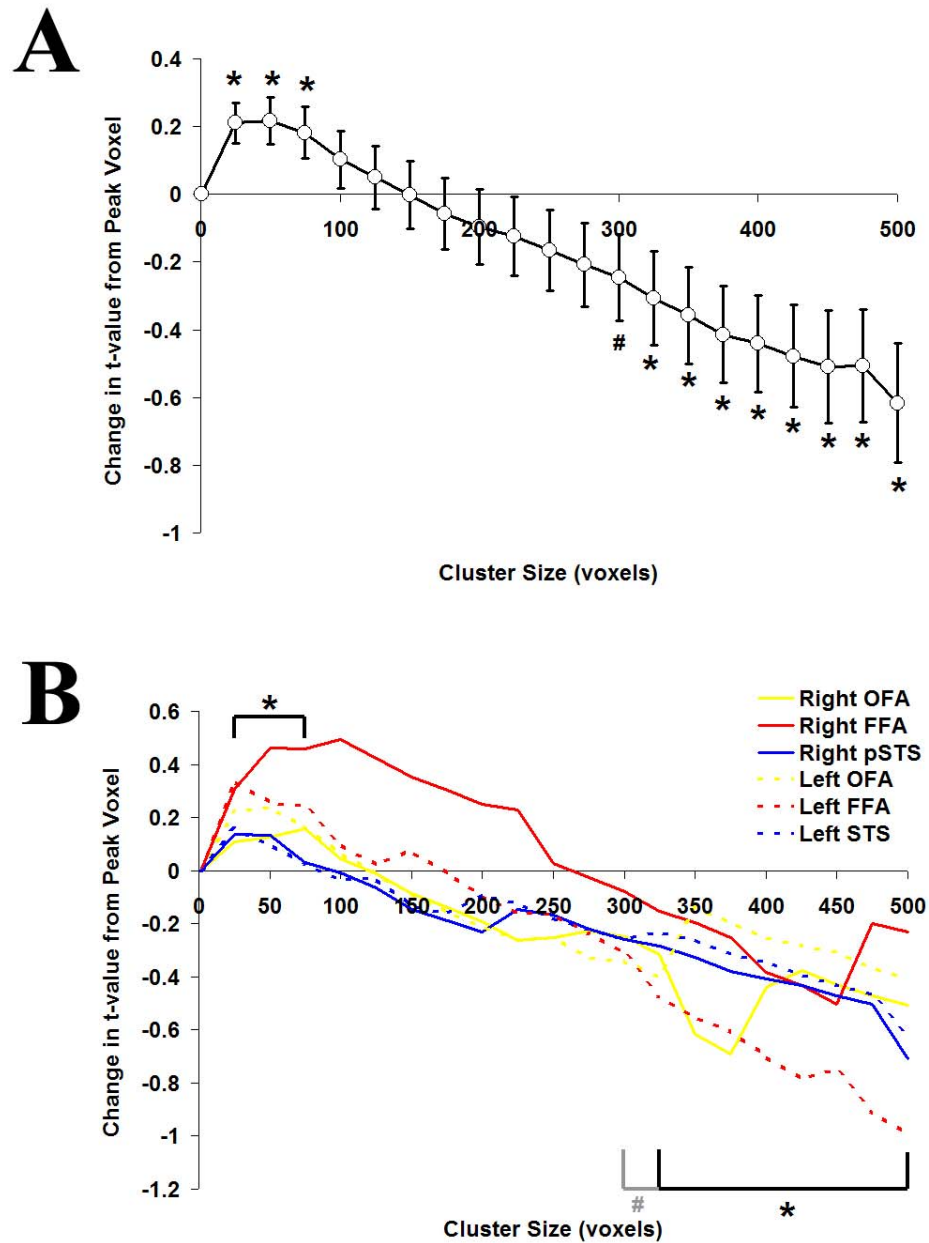 A
Change in t-value from Peak Voxel
0.4
* * *
0.2
0
0 100 200 300 400 500
-0.2
#
* * * * * * * *
-0.4
-0.6
-0.8
-1
Cluster Size (voxels)
B
Change in t-value from Peak Voxel
*
Right OFA
Right FFA
Right pSTS
Left OFA
Left FFA
Left STS
0.6
0.4
0.2
0
0 50 100 150 200 250 300 350 400 450 500
-0.2
-0.4
-0.6
-0.8
-1
-1.2
# *
Cluster Size (voxels)